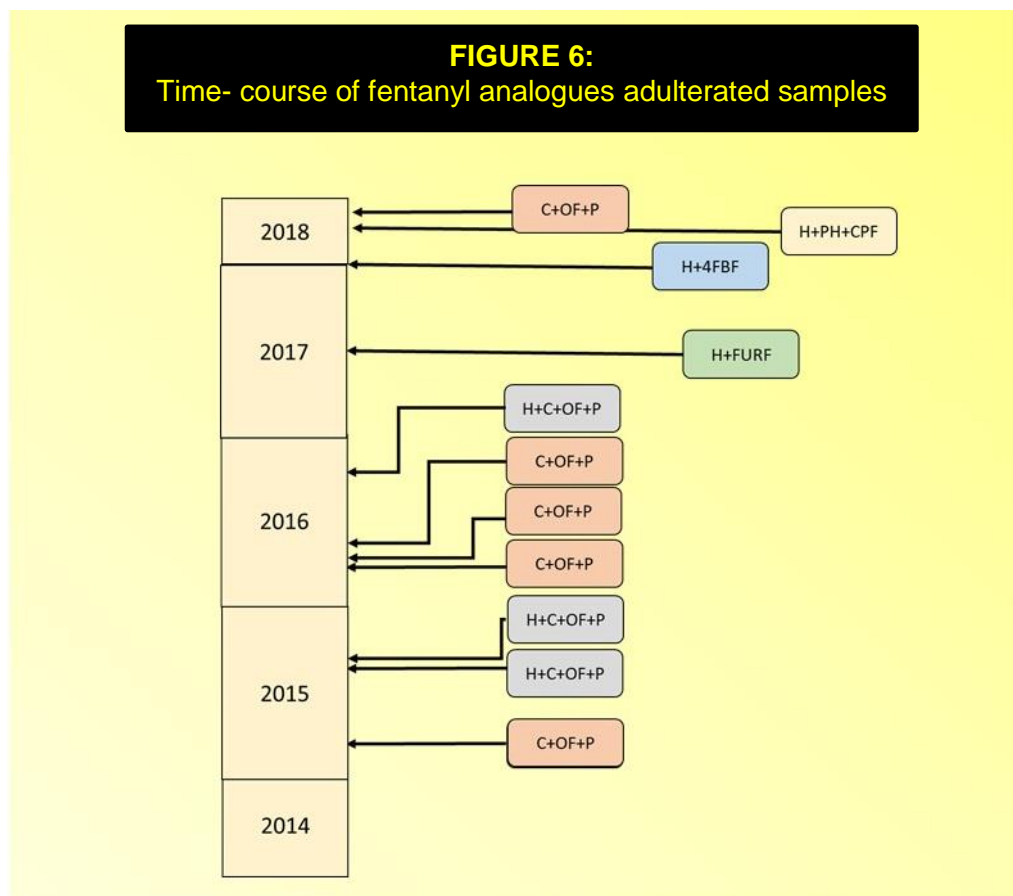 FIGURE 6:
Time- course of fentanyl analogues adulterated samples
C+OF+P
2018
H+PH+CPF
H+4FBF
2017
H+FURF
H+C+OF+P
C+OF+P
C+OF+P
2016
C+OF+P
H+C+OF+P
H+C+OF+P
2015
C+OF+P
2014